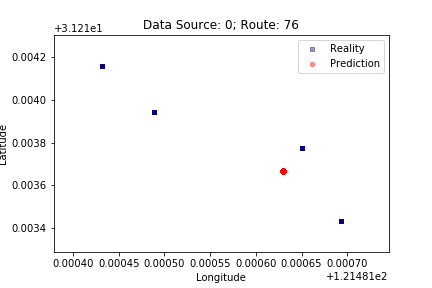 Data Source: 0; Route: 76
+3.121e1
Reality
Prediction
0.0042
0.0040
0.0038
0.0036
0.0034
Latitude
0.00040 0.00045 0.00050 0.00055 0.00060 0.00065 0.00070
Longitude
+1.21481e2